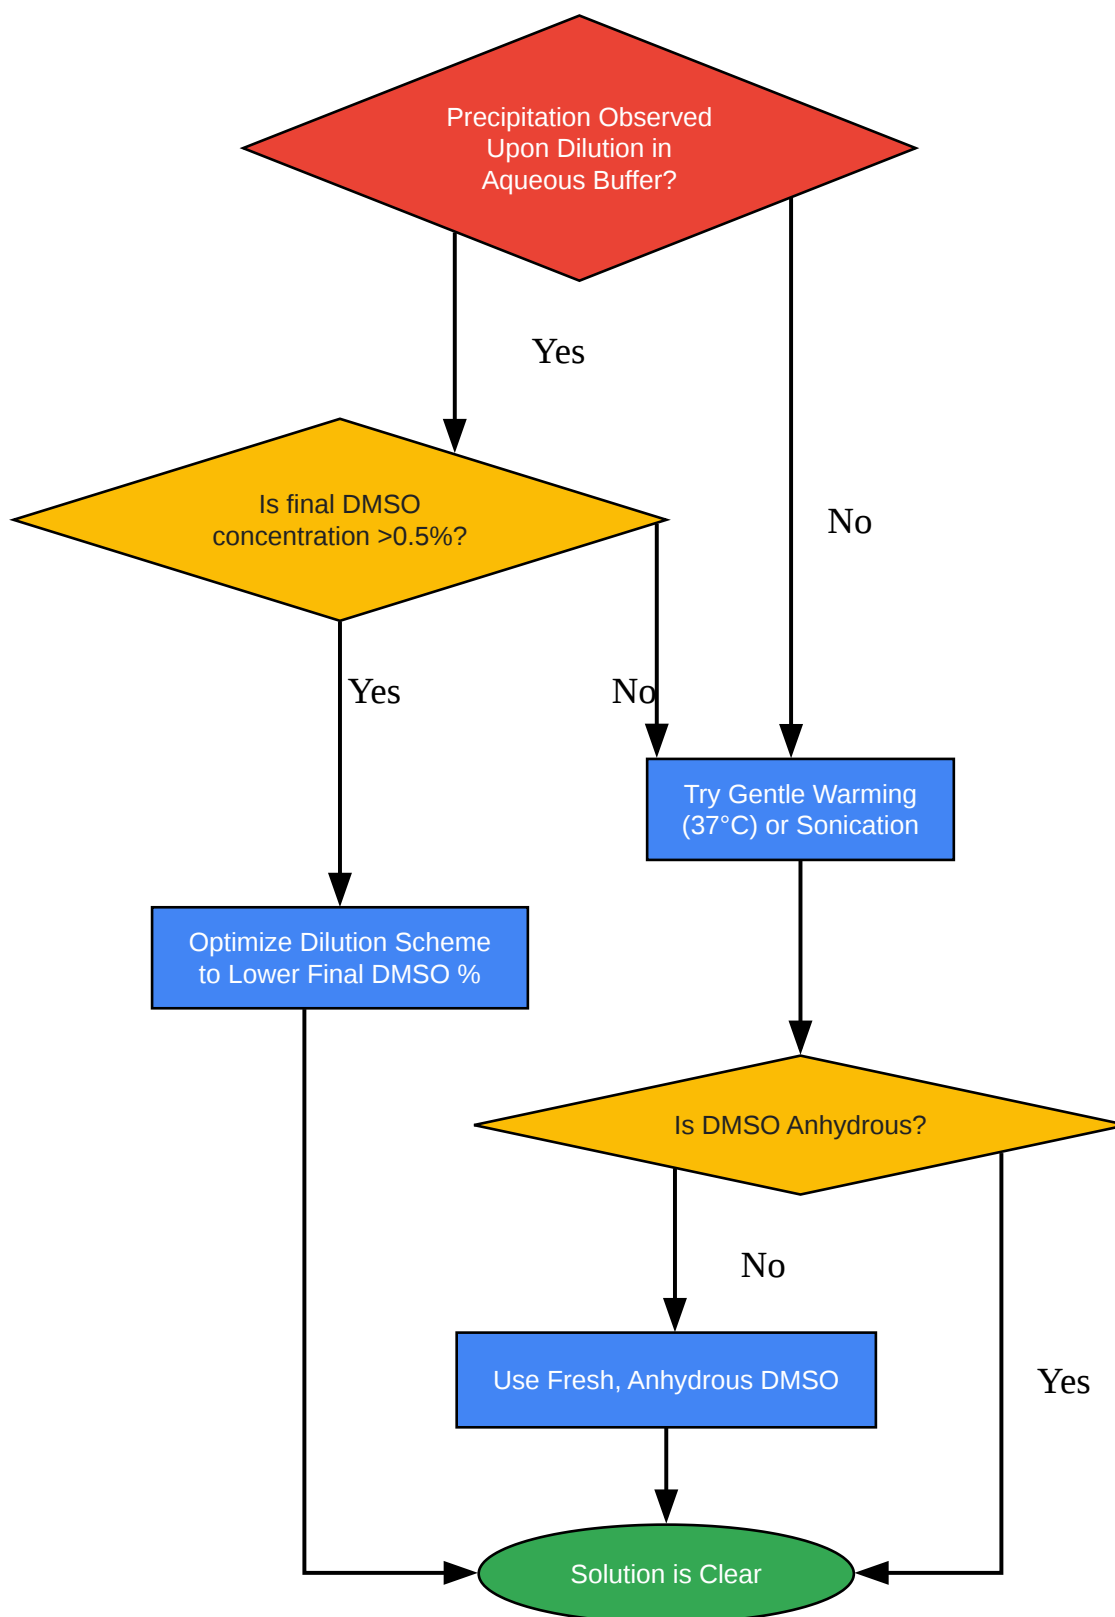 Precipitation Observed
Upon Dilution in
Aqueous Buffer?
Yes
Is final DMSO
concentration >0.5%?
No
Yes
No
Try Gentle Warming
(37°C) or Sonication
Optimize Dilution Scheme
to Lower Final DMSO %
Is DMSO Anhydrous?
No
Use Fresh, Anhydrous DMSO
Yes
Solution is Clear